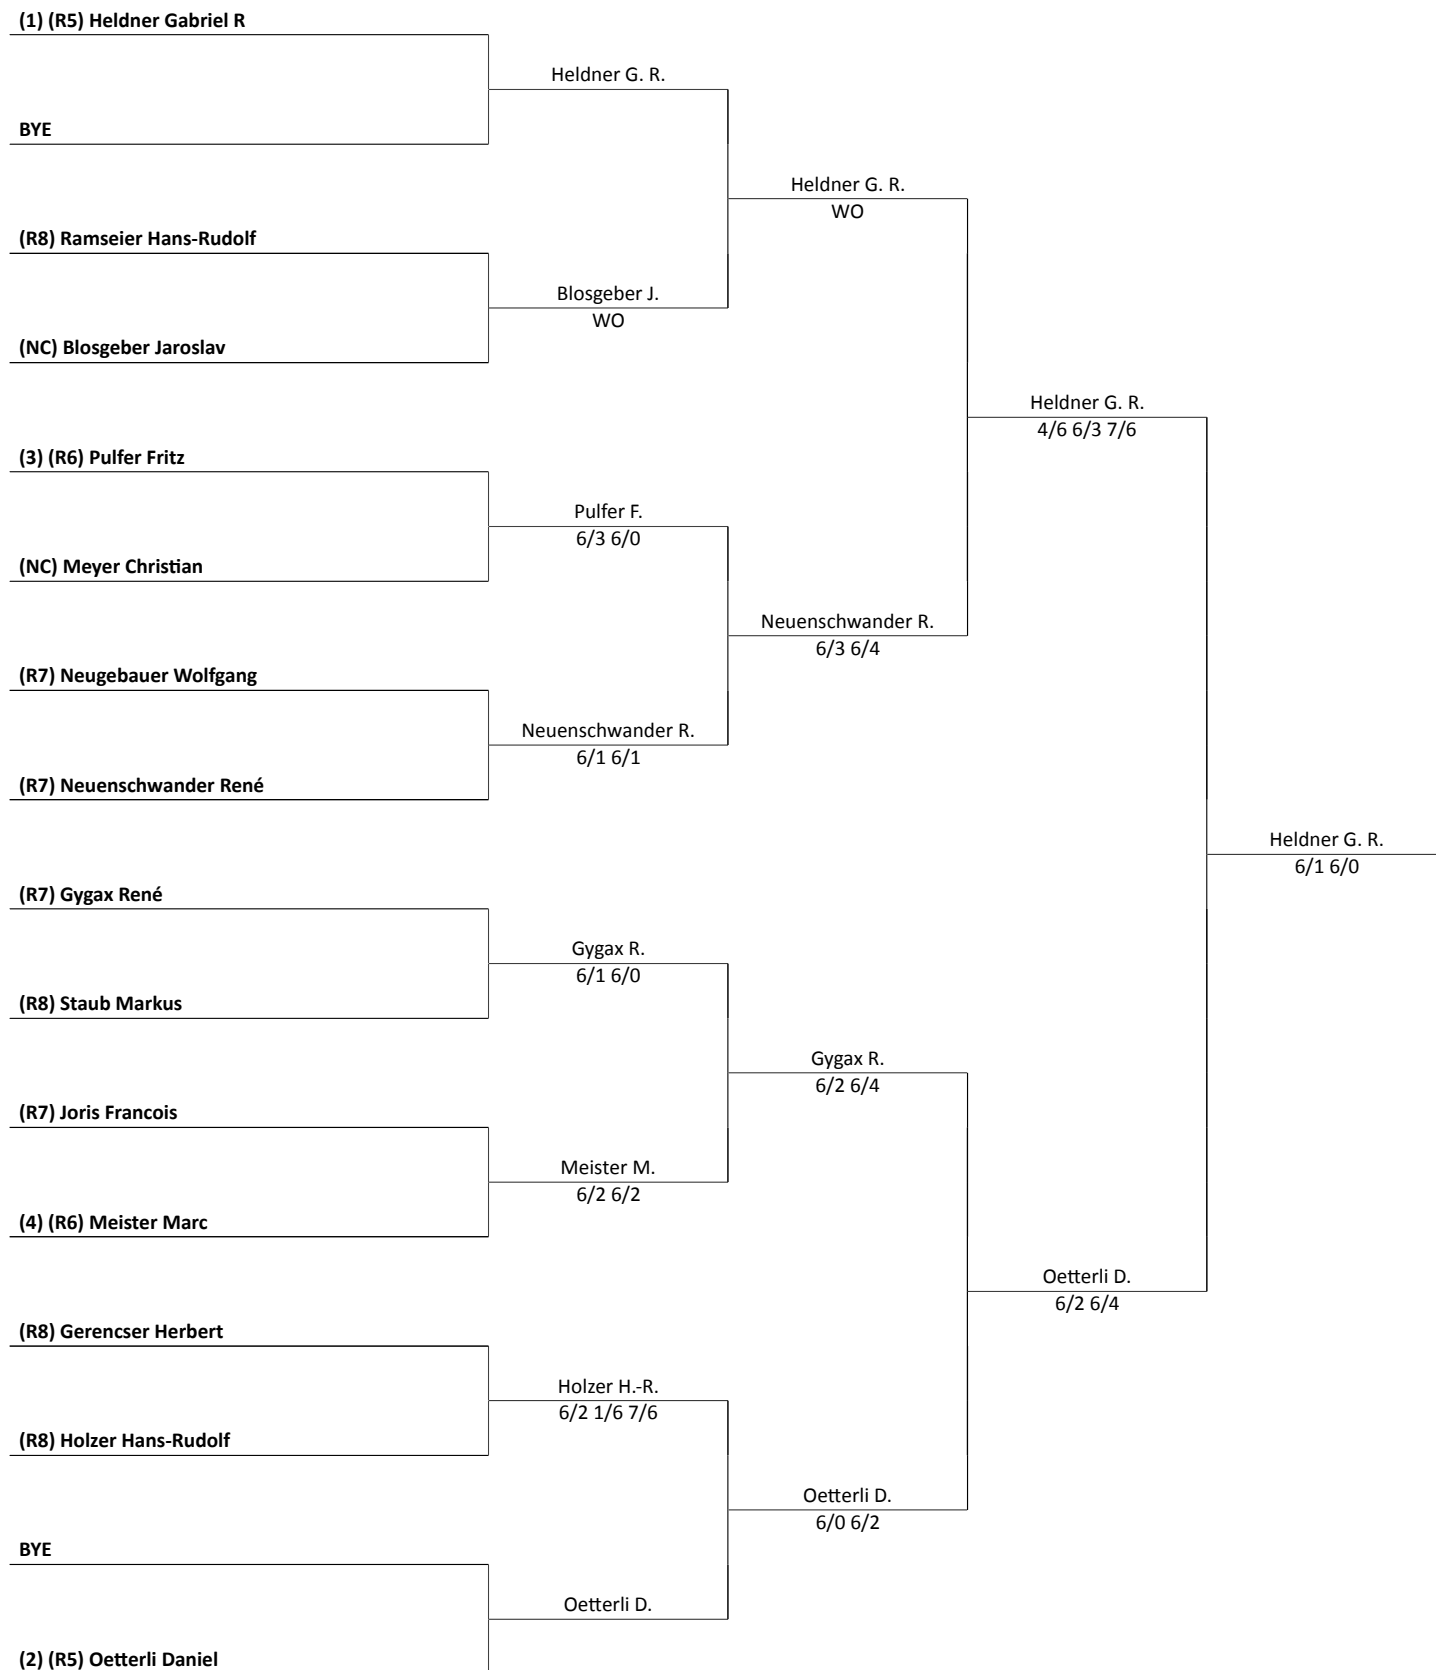 (1) (R5) Heldner Gabriel R
Heldner G. R.
BYE
Heldner G. R.
WO
(R8) Ramseier Hans-Rudolf
Blosgeber J.
WO
(NC) Blosgeber Jaroslav
Heldner G. R.
4/6 6/3 7/6
(3) (R6) Pulfer Fritz
Pulfer F.
6/3 6/0
(NC) Meyer Christian
Neuenschwander R.
6/3 6/4
(R7) Neugebauer Wolfgang
Neuenschwander R.
6/1 6/1
(R7) Neuenschwander René
Heldner G. R.
6/1 6/0
(R7) Gygax René
Gygax R.
6/1 6/0
(R8) Staub Markus
Gygax R.
6/2 6/4
(R7) Joris Francois
Meister M.
6/2 6/2
(4) (R6) Meister Marc
Oetterli D.
6/2 6/4
(R8) Gerencser Herbert
Holzer H.-R.
6/2 1/6 7/6
(R8) Holzer Hans-Rudolf
Oetterli D.
6/0 6/2
BYE
Oetterli D.
(2) (R5) Oetterli Daniel